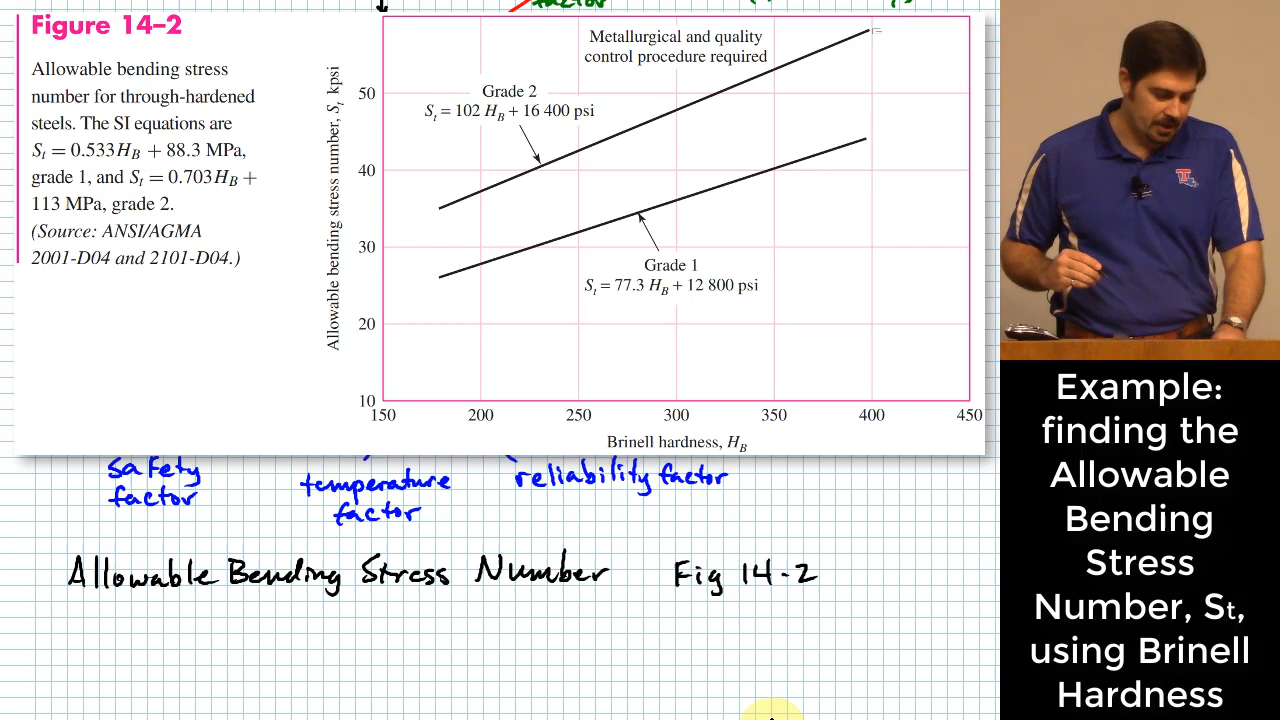 factor
Figure 14–2
Allowable bending stress
number for through-hardened
steels. The SI equations are
St = 0.533HB + 88.3 MPa,
grade 1, and St = 0.703HB +
113 MPa, grade 2.
(Source: ANSI/AGMA
2001-D04 and 2101-D04.)
Allowable bending stress number, St kpsi
50
40
30
20
10
Metallurgical and quality
control procedure required
Grade 2
St = 102 HB + 16 400 psi
Grade 1
St = 77.3 HB + 12 800 psi
150 200 250 300 350 400 450
Brinell hardness, HB
safety
factor
temperature
factor
reliability factor
Allowable Bending Stress Number Fig 14-2
T
Example:
finding the
Allowable
Bending
Stress
Number, St,
using Brinell
Hardness